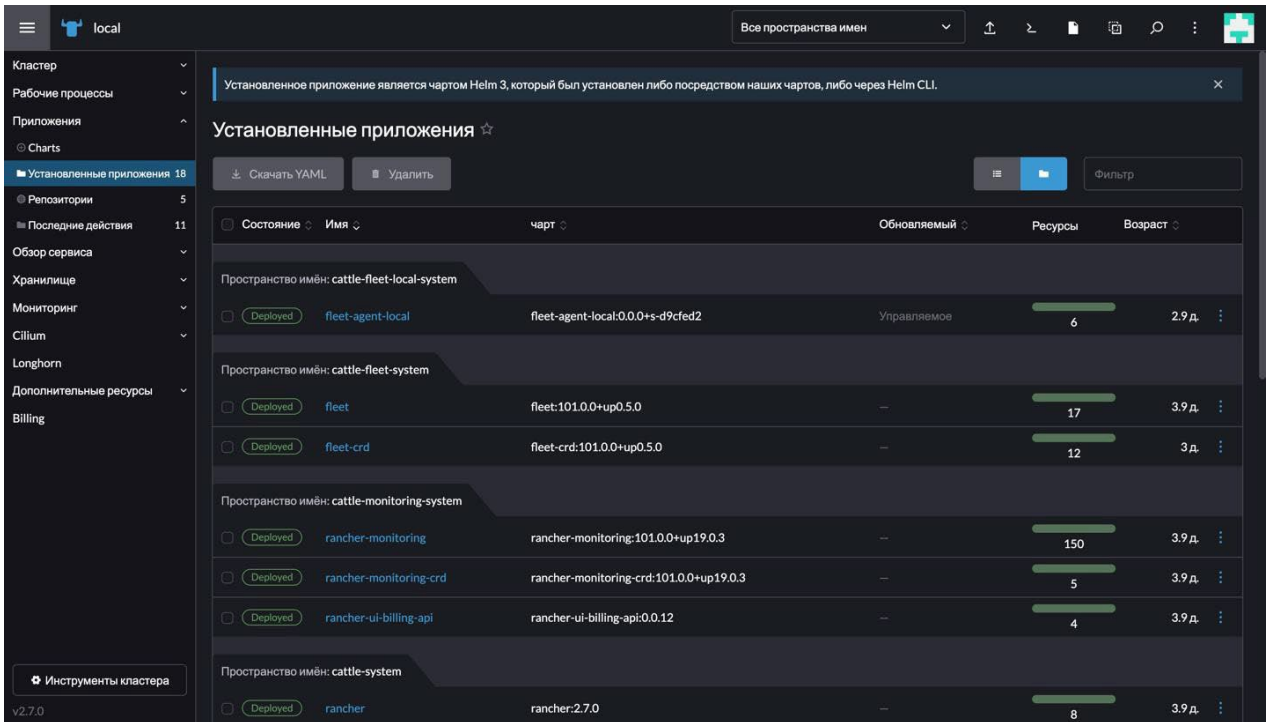 local
Все пространства имен
Кластер
Рабочие процессы
Приложения
Charts
Установленные приложения 18
Репозитории 5
Последние действия 11
Обзор сервиса
Хранилище
Мониторинг
Cilium
Longhorn
Дополнительные ресурсы
Billing
Инструменты кластера
v2.7.0
Установленное приложение является чартом Helm 3, который был установлен либо посредством наших чартов, либо через Helm CLI.
Установленные приложения
Скачать YAML Удалить Фильтр
Состояние Имя чарт Обновляемый Ресурсы Возраст
Пространство имён: cattle-fleet-local-system
Deployed fleet-agent-local fleet-agent-local:0.0.0+s-d9cfed2 Управляемое 6 2.9 д.
Пространство имён: cattle-fleet-system
Deployed fleet fleet:101.0.0+up0.5.0 — 17 3.9 д.
Deployed fleet-crd fleet-crd:101.0.0+up0.5.0 — 12 3 д.
Пространство имён: cattle-monitoring-system
Deployed rancher-monitoring rancher-monitoring:101.0.0+up19.0.3 — 150 3.9 д.
Deployed rancher-monitoring-crd rancher-monitoring-crd:101.0.0+up19.0.3 — 5 3.9 д.
Deployed rancher-ui-billing-api rancher-ui-billing-api:0.0.12 — 4 3.9 д.
Пространство имён: cattle-system
Deployed rancher rancher:2.7.0 — 8 3.9 д.